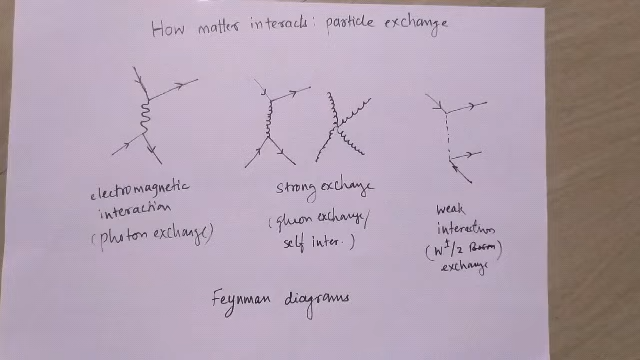 How matter interacts: particle exchange
electromagnetic
interaction
(photon exchange)
strong exchange
(gluon exchange/
self inter.)
weak
interaction
(W±/Z Boson)
exchange
Feynman diagrams